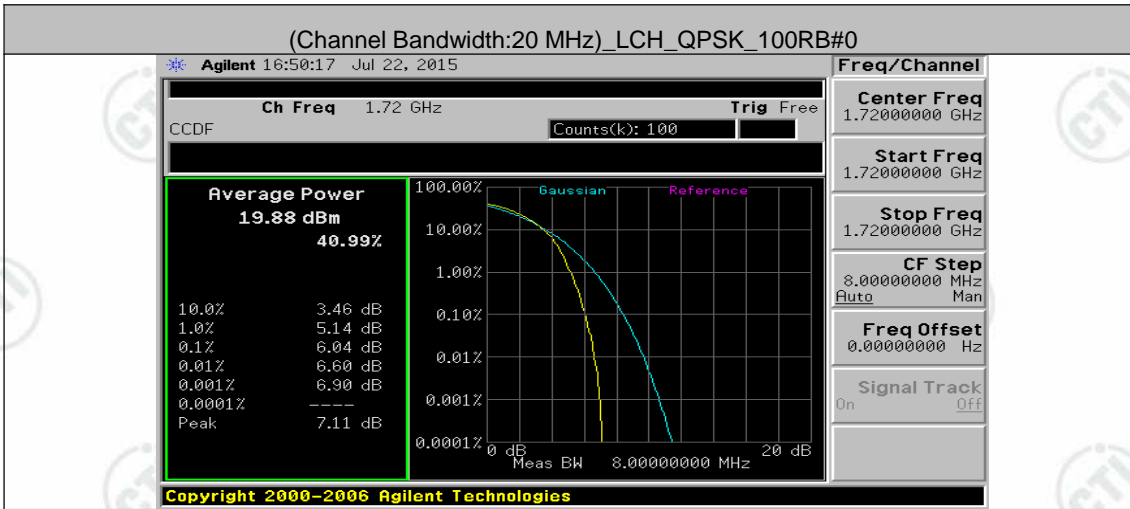 (Channel Bandwidth:20 MHz)_LCH_QPSK_100RB#0
Agilent 16:50:17 Jul 22, 2015
Freq/Channel
Ch Freq 1.72 GHz Trig Free
CCDF Counts(k): 100
Center Freq
1.72000000 GHz
Start Freq
1.72000000 GHz
Stop Freq
1.72000000 GHz
CF Step
8.00000000 MHz
Auto Man
Freq Offset
0.00000000 Hz
Signal Track
On Off
Average Power
19.88 dBm
40.99%
10.0% 3.46 dB
1.0% 5.14 dB
0.1% 6.04 dB
0.01% 6.60 dB
0.001% 6.90 dB
0.0001% ----
Peak 7.11 dB
Gaussian Reference
100.00%
10.00%
1.00%
0.10%
0.01%
0.001%
0.0001%
0 dB 20 dB
Meas BW 8.00000000 MHz
Copyright 2000-2006 Agilent Technologies
CTI
CTI
CTI